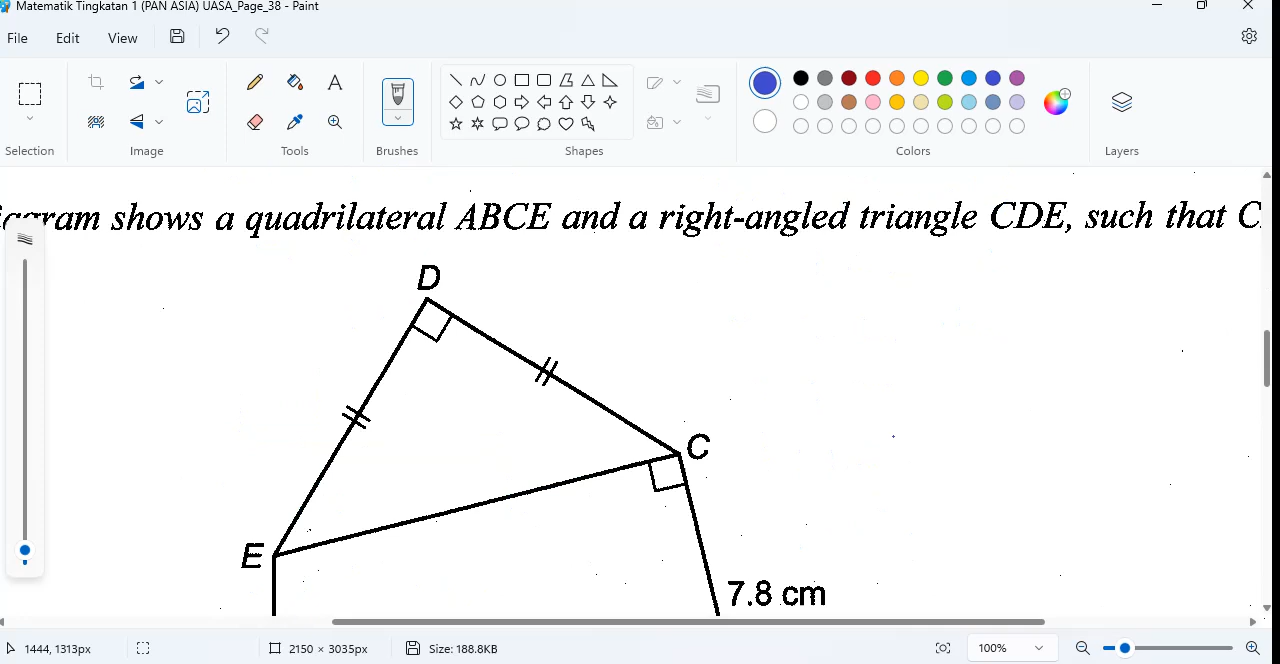 Matematik Tingkatan 1 (PAN ASIA) UASA_Page_38 - Paint
File Edit View
Selection Image Tools Brushes Shapes Colors Layers
shows a quadrilateral ABCE and a right-angled triangle CDE, such that
D
C
E
7.8 cm
1444, 1313px 2150 × 3035px Size: 188.8KB 100%